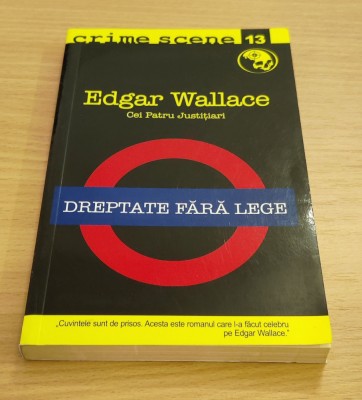 crime scene 13
Edgar Wallace
Cei Patru Justițiari
DREPTATE FĂRĂ LEGE
„Cuvintele sunt de prisos. Acesta este romanul care l-a făcut celebru
pe Edgar Wallace.”